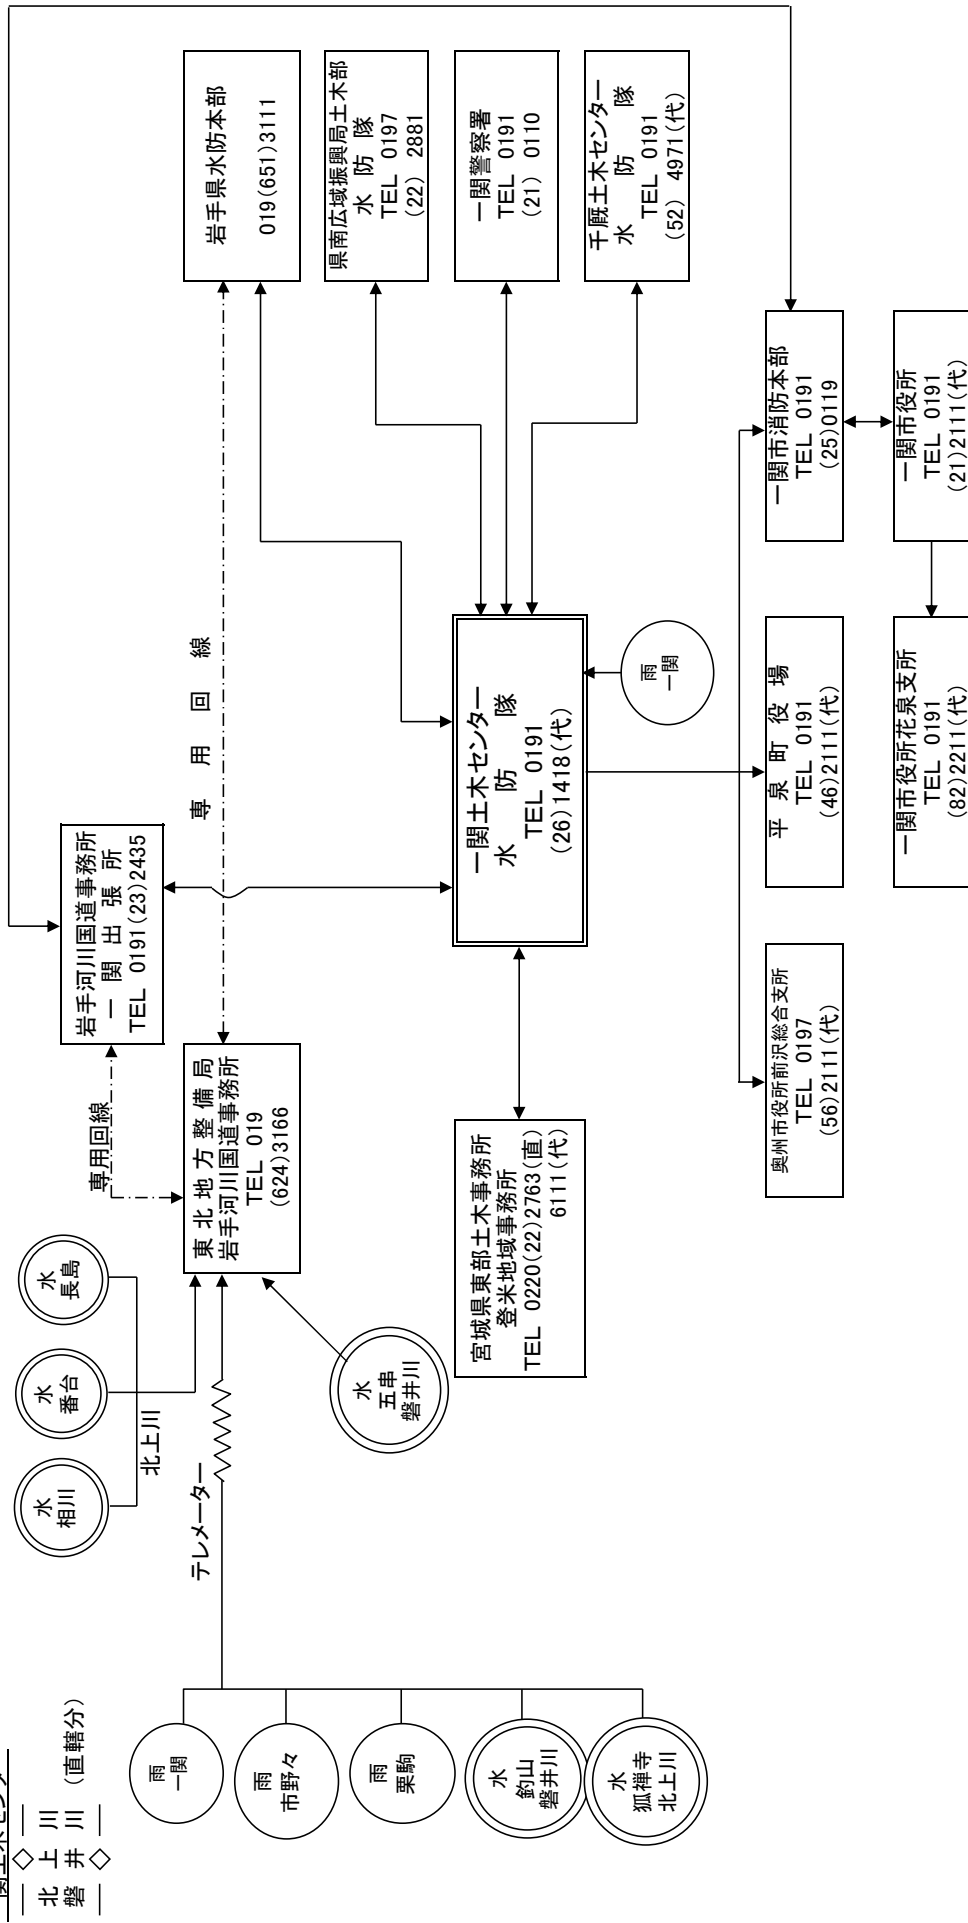 北上川
磐井川
（直轄分）
雨
一関
雨
市野々
雨
栗駒
水
釣山
磐井川
水
狐禅寺
北上川
テレメーター
水
相川
水
番台
水
長島
北上川
水
五串
磐井川
専用回線
東北地方整備局
岩手河川国道事務所
TEL 019
(624)3166
岩手河川国道事務所
一関出張所
TEL 0191(23)2435
専用回線
岩手県水防本部
019(651)3111
県南広域振興局土木部
水防隊
TEL 0197
(22) 2881
一関警察署
TEL 0191
(21) 0110
千厩土木センター
水防隊
TEL 0191
(52) 4971(代)
一関土木センター
水防隊
TEL 0191
(26)1418(代)
雨
一関
宮城県東部土木事務所
登米地域事務所
TEL 0220(22)2763(直)
6111(代)
奥州市役所前沢総合支所
TEL 0197
(56)2111(代)
平泉町役場
TEL 0191
(46)2111(代)
一関市消防本部
TEL 0191
(25)0119
一関市役所
TEL 0191
(21)2111(代)
一関市役所花泉支所
TEL 0191
(82)2211(代)